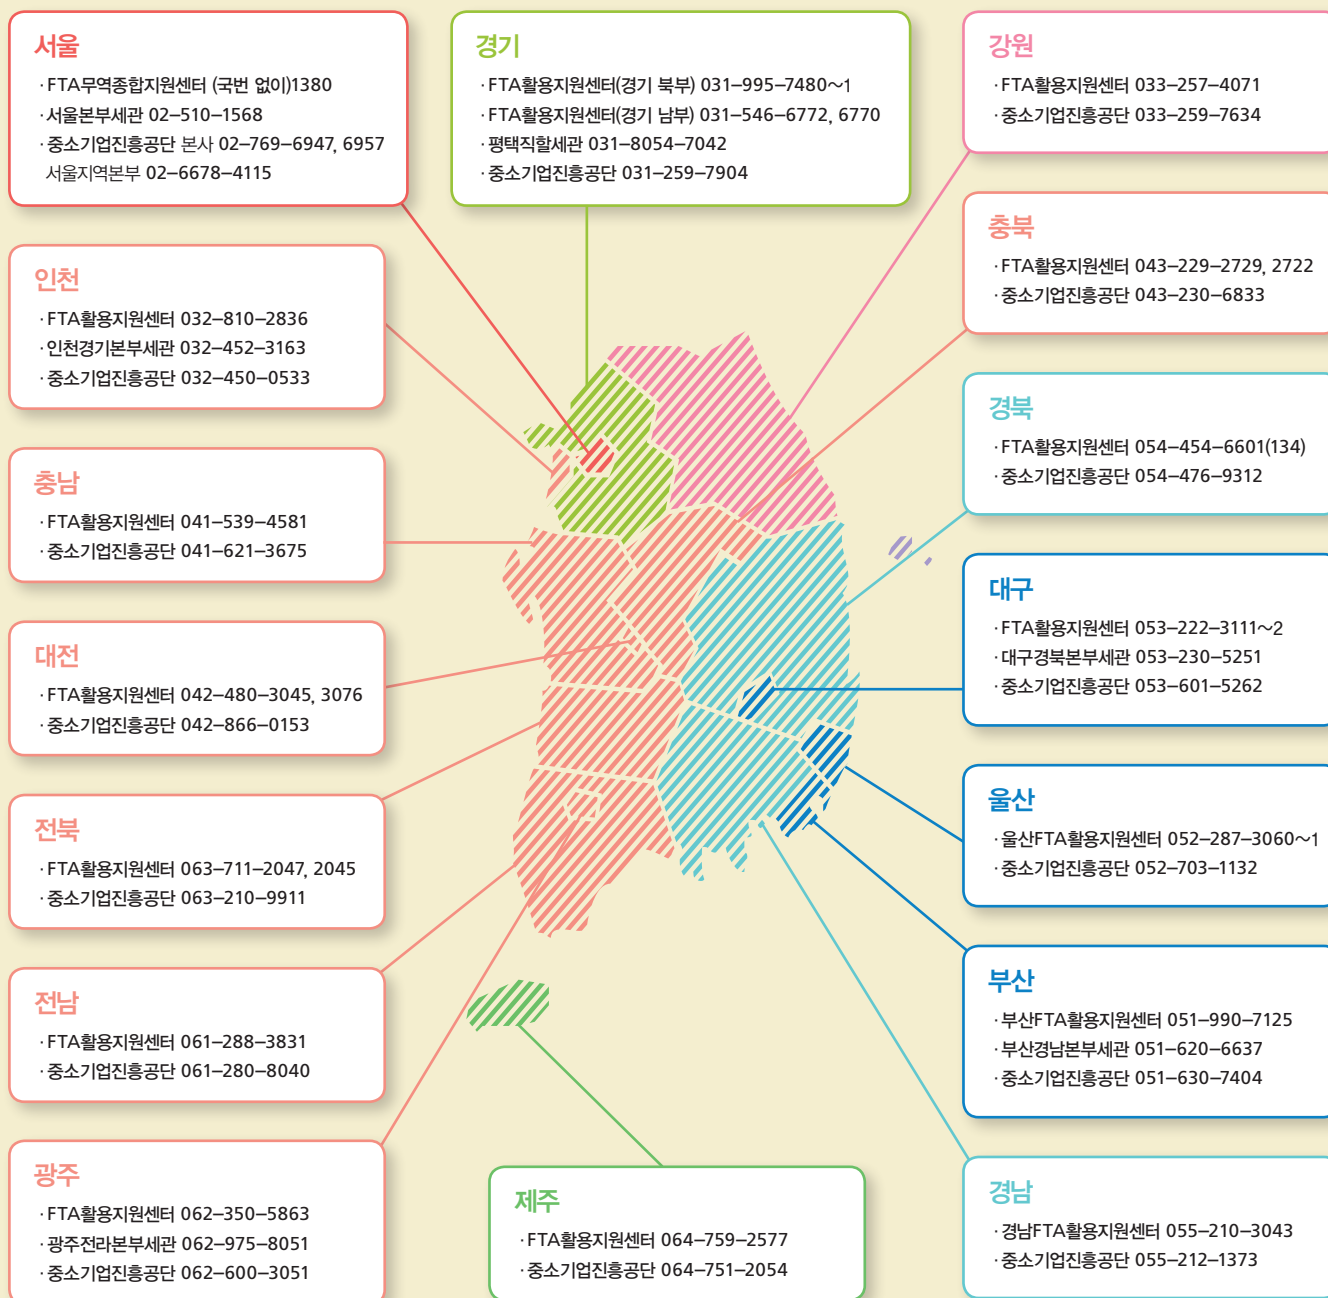 서울
·FTA무역종합지원센터 (국번 없이)1380
·서울본부세관 02–510–1568
·중소기업진흥공단 본사 02–769–6947, 6957
서울지역본부 02–6678–4115
경기
·FTA활용지원센터(경기 북부) 031–995–7480~1
·FTA활용지원센터(경기 남부) 031–546–6772, 6770
·평택직할세관 031–8054–7042
·중소기업진흥공단 031–259–7904
강원
·FTA활용지원센터 033–257–4071
·중소기업진흥공단 033–259–7634
인천
·FTA활용지원센터 032–810–2836
·인천경기본부세관 032–452–3163
·중소기업진흥공단 032–450–0533
충북
·FTA활용지원센터 043–229–2729, 2722
·중소기업진흥공단 043–230–6833
충남
·FTA활용지원센터 041–539–4581
·중소기업진흥공단 041–621–3675
경북
·FTA활용지원센터 054–454–6601(134)
·중소기업진흥공단 054–476–9312
대전
·FTA활용지원센터 042–480–3045, 3076
·중소기업진흥공단 042–866–0153
대구
·FTA활용지원센터 053–222–3111~2
·대구경북본부세관 053–230–5251
·중소기업진흥공단 053–601–5262
전북
·FTA활용지원센터 063–711–2047, 2045
·중소기업진흥공단 063–210–9911
울산
·울산FTA활용지원센터 052–287–3060~1
·중소기업진흥공단 052–703–1132
전남
·FTA활용지원센터 061–288–3831
·중소기업진흥공단 061–280–8040
부산
·부산FTA활용지원센터 051–990–7125
·부산경남본부세관 051–620–6637
·중소기업진흥공단 051–630–7404
광주
·FTA활용지원센터 062–350–5863
·광주전라본부세관 062–975–8051
·중소기업진흥공단 062–600–3051
제주
·FTA활용지원센터 064–759–2577
·중소기업진흥공단 064–751–2054
경남
·경남FTA활용지원센터 055–210–3043
·중소기업진흥공단 055–212–1373